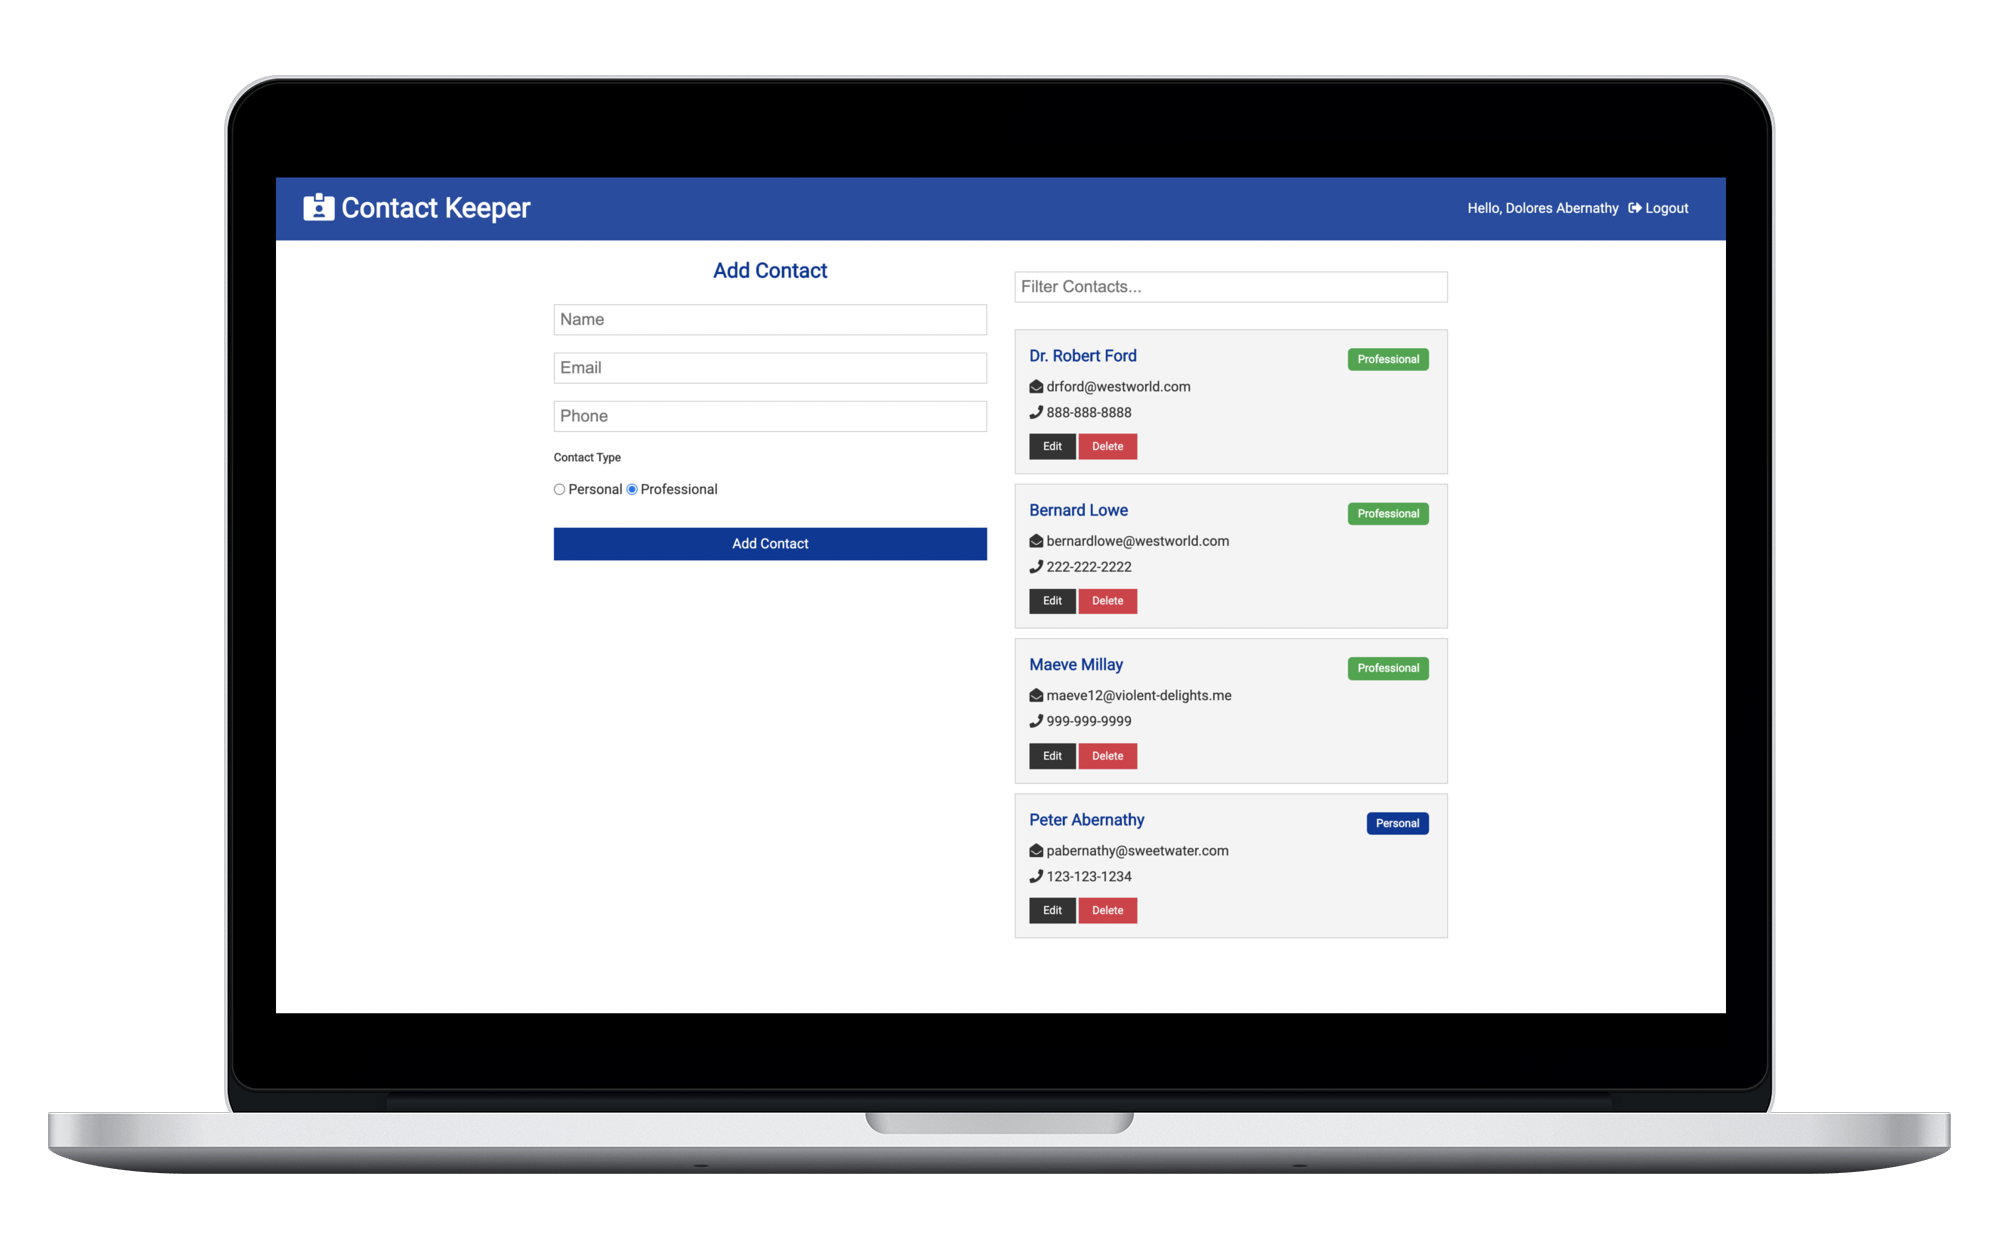 Contact Keeper
Hello, Dolores Abernathy Logout
Add Contact
Name
Email
Phone
Contact Type
Personal Professional
Add Contact
Filter Contacts...
Dr. Robert Ford
Professional
drford@westworld.com
888-888-8888
Edit Delete
Bernard Lowe
Professional
bernardlowe@westworld.com
222-222-2222
Edit Delete
Maeve Millay
Professional
maeve12@violent-delights.me
999-999-9999
Edit Delete
Peter Abernathy
Personal
pabernathy@sweetwater.com
123-123-1234
Edit Delete